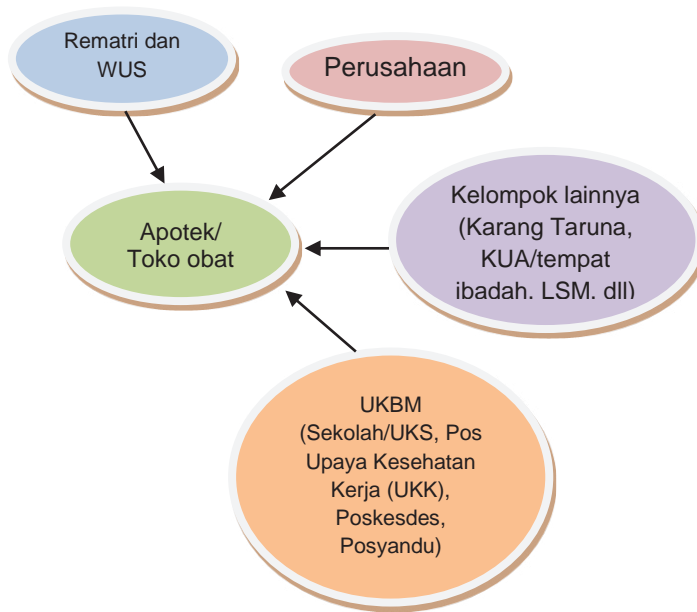 Rematri dan
WUS
Perusahaan
Kelompok lainnya
(Karang Taruna,
KUA/tempat
ibadah. LSM. dll)
Apotek/
Toko obat
UKBM
(Sekolah/UKS, Pos
Upaya Kesehatan
Kerja (UKK),
Poskesdes,
Posyandu)